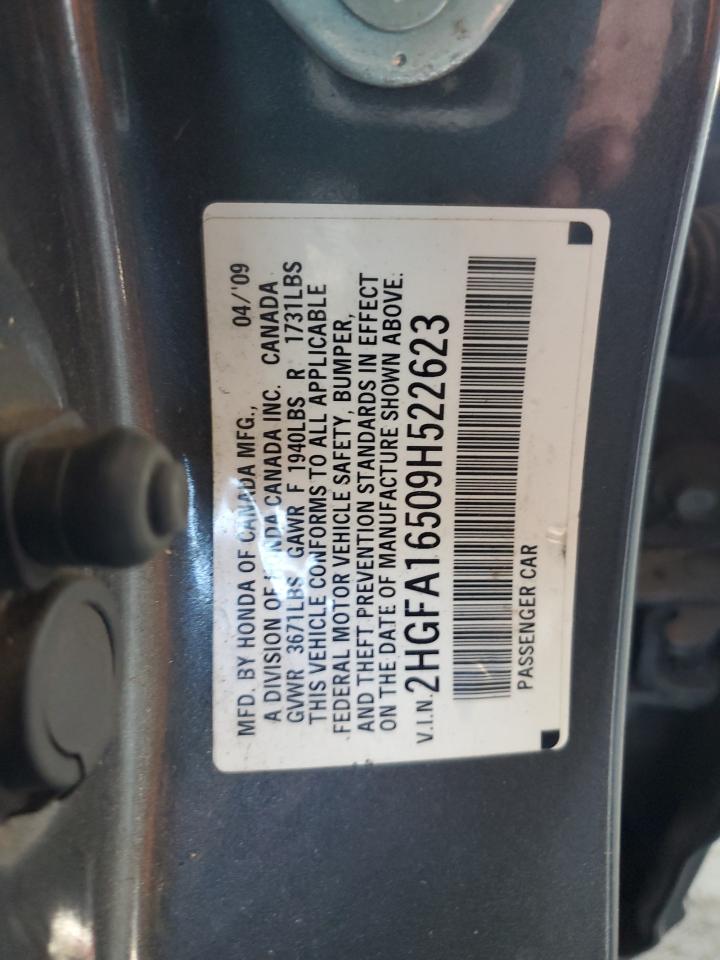 MFD. BY HONDA OF CANADA MFG., 04/'09
A DIVISION OF HONDA CANADA INC. CANADA
GVWR 3671LBS GAWR F 1940LBS R 1731LBS
THIS VEHICLE CONFORMS TO ALL APPLICABLE
FEDERAL MOTOR VEHICLE SAFETY, BUMPER,
AND THEFT PREVENTION STANDARDS IN EFFECT
ON THE DATE OF MANUFACTURE SHOWN ABOVE.
V.I.N. 2HGFA16509H522623
PASSENGER CAR